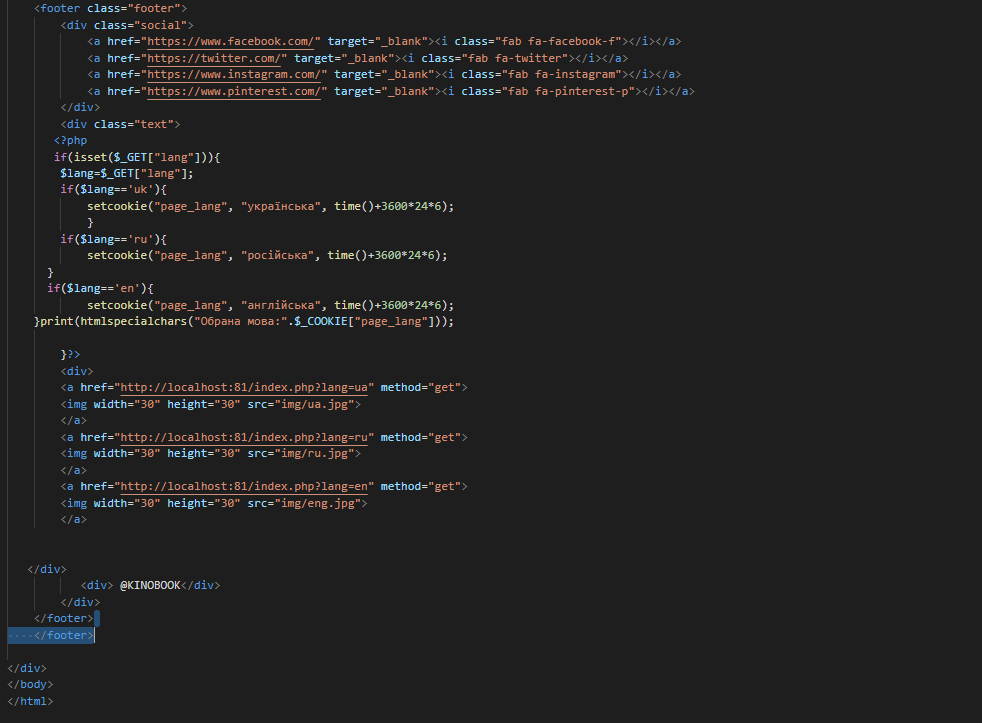 <footer class="footer">
<div class="social">
<a href="https://www.facebook.com/" target="_blank"><i class="fab fa-facebook-f"></i></a>
<a href="https://twitter.com/" target="_blank"><i class="fab fa-twitter"></i></a>
<a href="https://www.instagram.com/" target="_blank"><i class="fab fa-instagram"></i></a>
<a href="https://www.pinterest.com/" target="_blank"><i class="fab fa-pinterest-p"></i></a>
</div>
<div class="text">
<?php
if(isset($_GET["lang"])){
$lang=$_GET["lang"];
if($lang=='uk'){
setcookie("page_lang", "українська", time()+3600*24*6);
}
if($lang=='ru'){
setcookie("page_lang", "російська", time()+3600*24*6);
}
if($lang=='en'){
setcookie("page_lang", "англійська", time()+3600*24*6);
}print(htmlspecialchars("Обрана мова:".$_COOKIE["page_lang"]));
}?>
<div>
<a href="http://localhost:81/index.php?lang=ua" method="get">
<img width="30" height="30" src="img/ua.jpg">
</a>
<a href="http://localhost:81/index.php?lang=ru" method="get">
<img width="30" height="30" src="img/ru.jpg">
</a>
<a href="http://localhost:81/index.php?lang=en" method="get">
<img width="30" height="30" src="img/eng.jpg">
</a>
</div>
<div> @KINOBOOK</div>
</div>
</footer>
</footer>
</div>
</body>
</html>